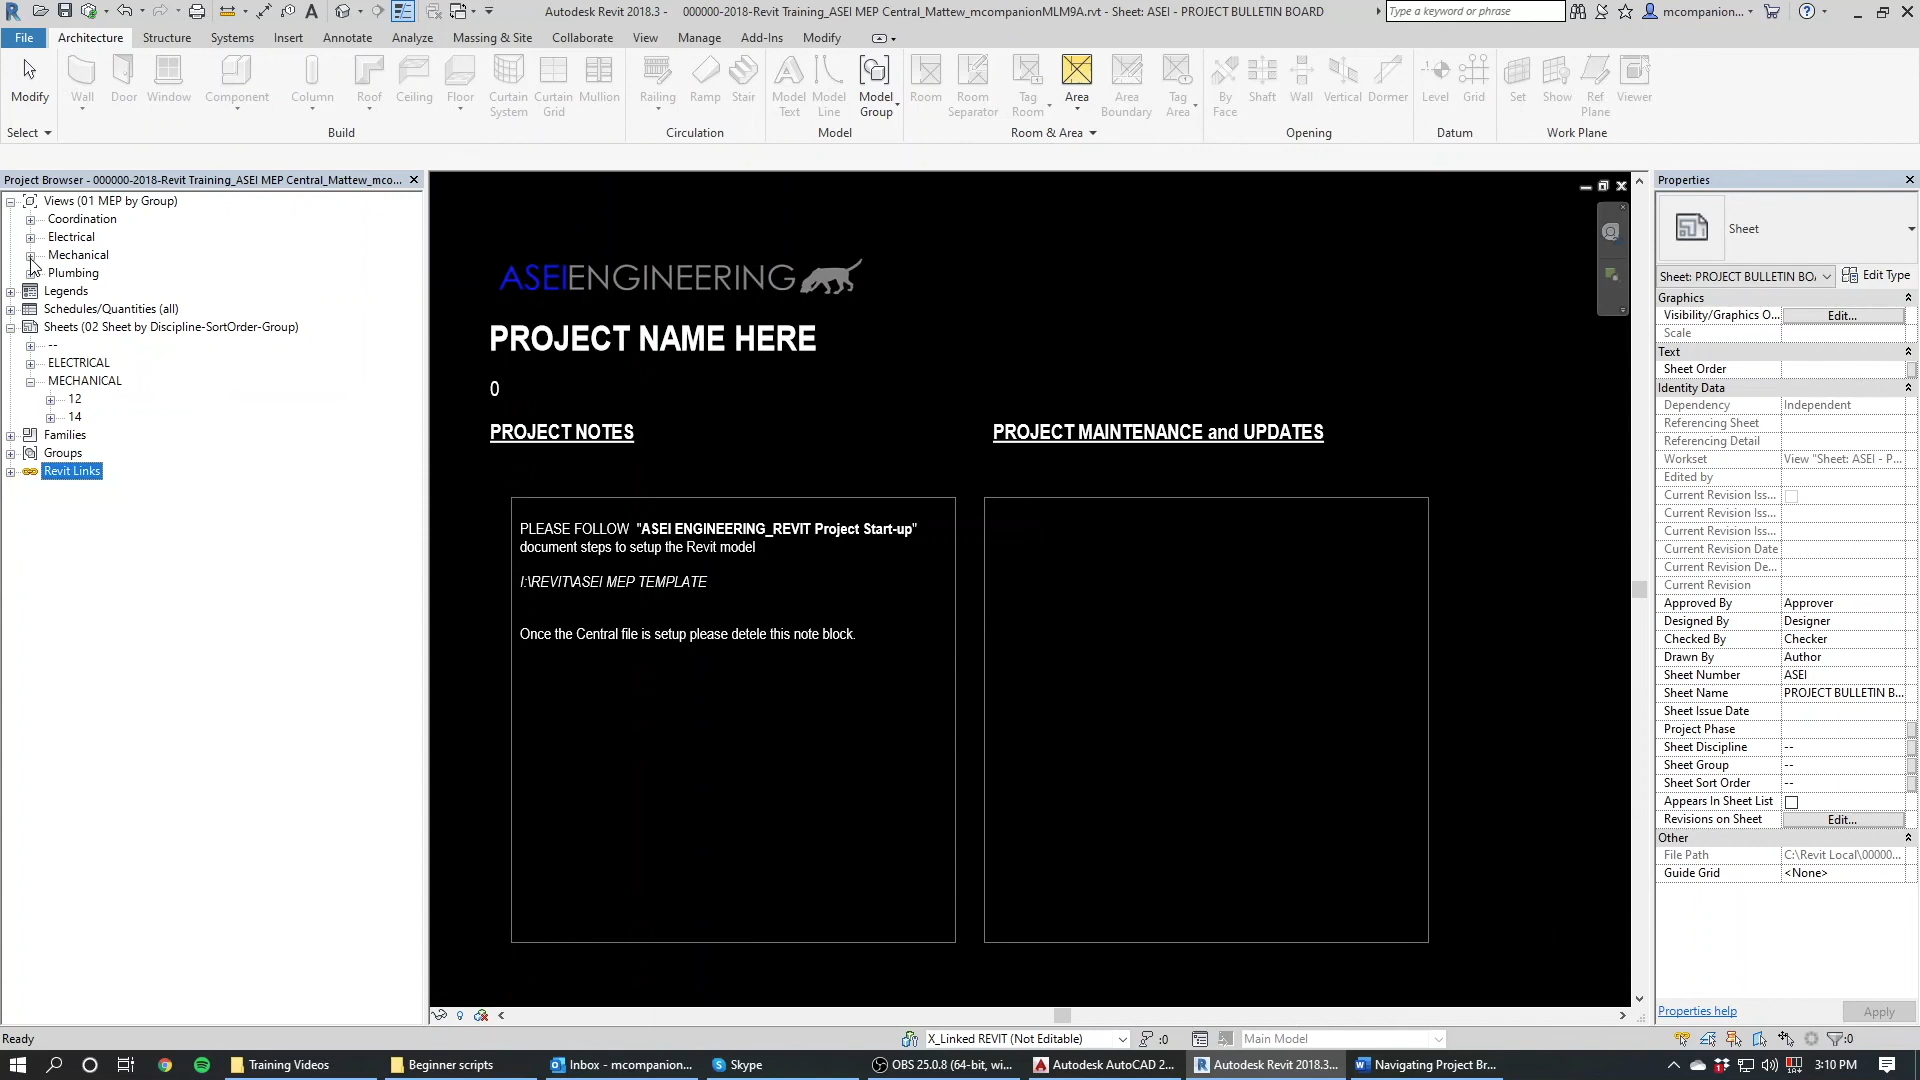 Autodesk Revit 2018.3 - 000000-2018-Revit Training_ASEI MEP Central_Mattew_mcompanionMLM9A.rvt - Sheet: ASEI - PROJECT BULLETIN BOARD
Type a keyword or phrase
mcompanion...
File Architecture Structure Systems Insert Annotate Analyze Massing & Site Collaborate View Manage Add-Ins Modify
Modify Wall Door Window Component Column Roof Ceiling Floor Curtain System Curtain Grid Mullion Railing Ramp Stair Model Text Model Line Model Group Room Room Separator Tag Room Area Area Boundary Tag Area By Face Shaft Wall Vertical Dormer Level Grid Set Show Ref Plane Viewer
Select Build Circulation Model Room & Area Opening Datum Work Plane
Project Browser - 000000-2018-Revit Training_ASEI MEP Central_Mattew_mco...
Views (01 MEP by Group)
Coordination
Electrical
Mechanical
Plumbing
Legends
Schedules/Quantities (all)
Sheets (02 Sheet by Discipline-SortOrder-Group)
--
ELECTRICAL
MECHANICAL
12
14
Families
Groups
Revit Links
ASEIENGINEERING
PROJECT NAME HERE
0
PROJECT NOTES
PROJECT MAINTENANCE and UPDATES
PLEASE FOLLOW "ASEI ENGINEERING_REVIT Project Start-up"
document steps to setup the Revit model
I:\REVIT\ASEI MEP TEMPLATE
Once the Central file is setup please detele this note block.
Properties
Sheet
Sheet: PROJECT BULLETIN BO/ Edit Type
Graphics
Visibility/Graphics O... Edit...
Scale
Text
Sheet Order
Identity Data
Dependency Independent
Referencing Sheet
Referencing Detail
Workset View "Sheet: ASEI - P...
Edited by
Current Revision Iss...
Current Revision Iss...
Current Revision Iss...
Current Revision Date
Current Revision De...
Current Revision
Approved By Approver
Designed By Designer
Checked By Checker
Drawn By Author
Sheet Number ASEI
Sheet Name PROJECT BULLETIN B...
Sheet Issue Date
Project Phase
Sheet Discipline --
Sheet Group --
Sheet Sort Order --
Appears In Sheet List
Revisions on Sheet Edit...
Other
File Path C:\Revit Local\00000...
Guide Grid <None>
Properties help Apply
Ready X_Linked REVIT (Not Editable) :0 Main Model :0
Training Videos Beginner scripts Inbox - mcompanion... Skype OBS 25.0.8 (64-bit, wi... Autodesk AutoCAD 2... Autodesk Revit 2018.3... Navigating Project Br... 3:10 PM